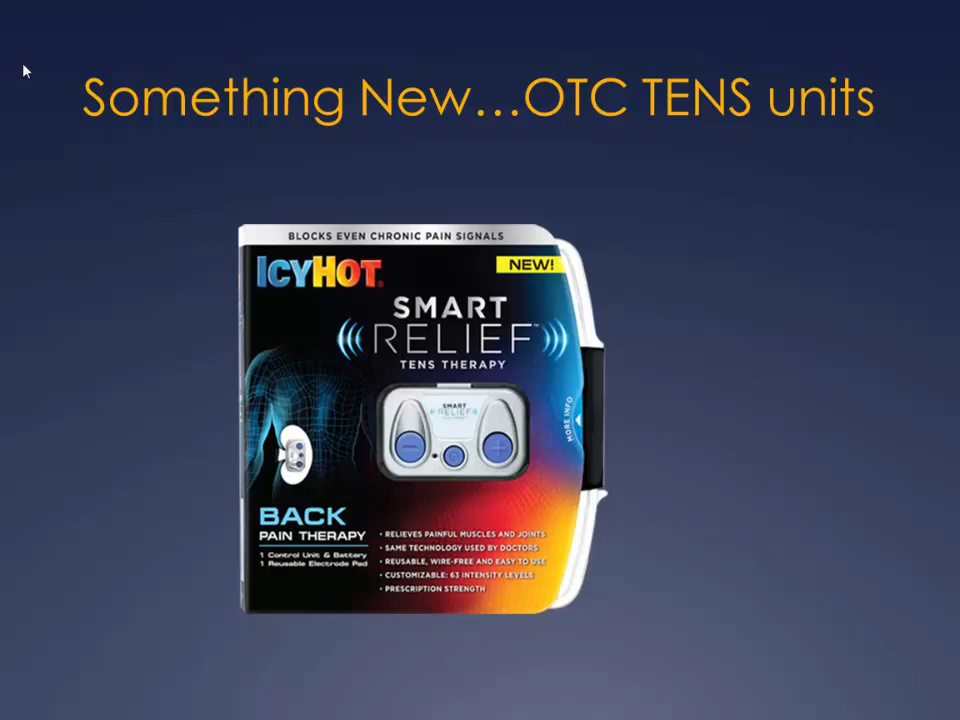 Something New…OTC TENS units
BLOCKS EVEN CHRONIC PAIN SIGNALS
ICYHOT®
NEW!
SMART
RELIEF™
TENS THERAPY
SMART
RELIEF
MORE INFO
BACK
PAIN THERAPY
1 Control Unit & Battery
1 Reusable Electrode Pad
• RELIEVES PAINFUL MUSCLES AND JOINTS
• SAME TECHNOLOGY USED BY DOCTORS
• REUSABLE, WIRE-FREE AND EASY TO USE
• CUSTOMIZABLE: 63 INTENSITY LEVELS
• PRESCRIPTION STRENGTH